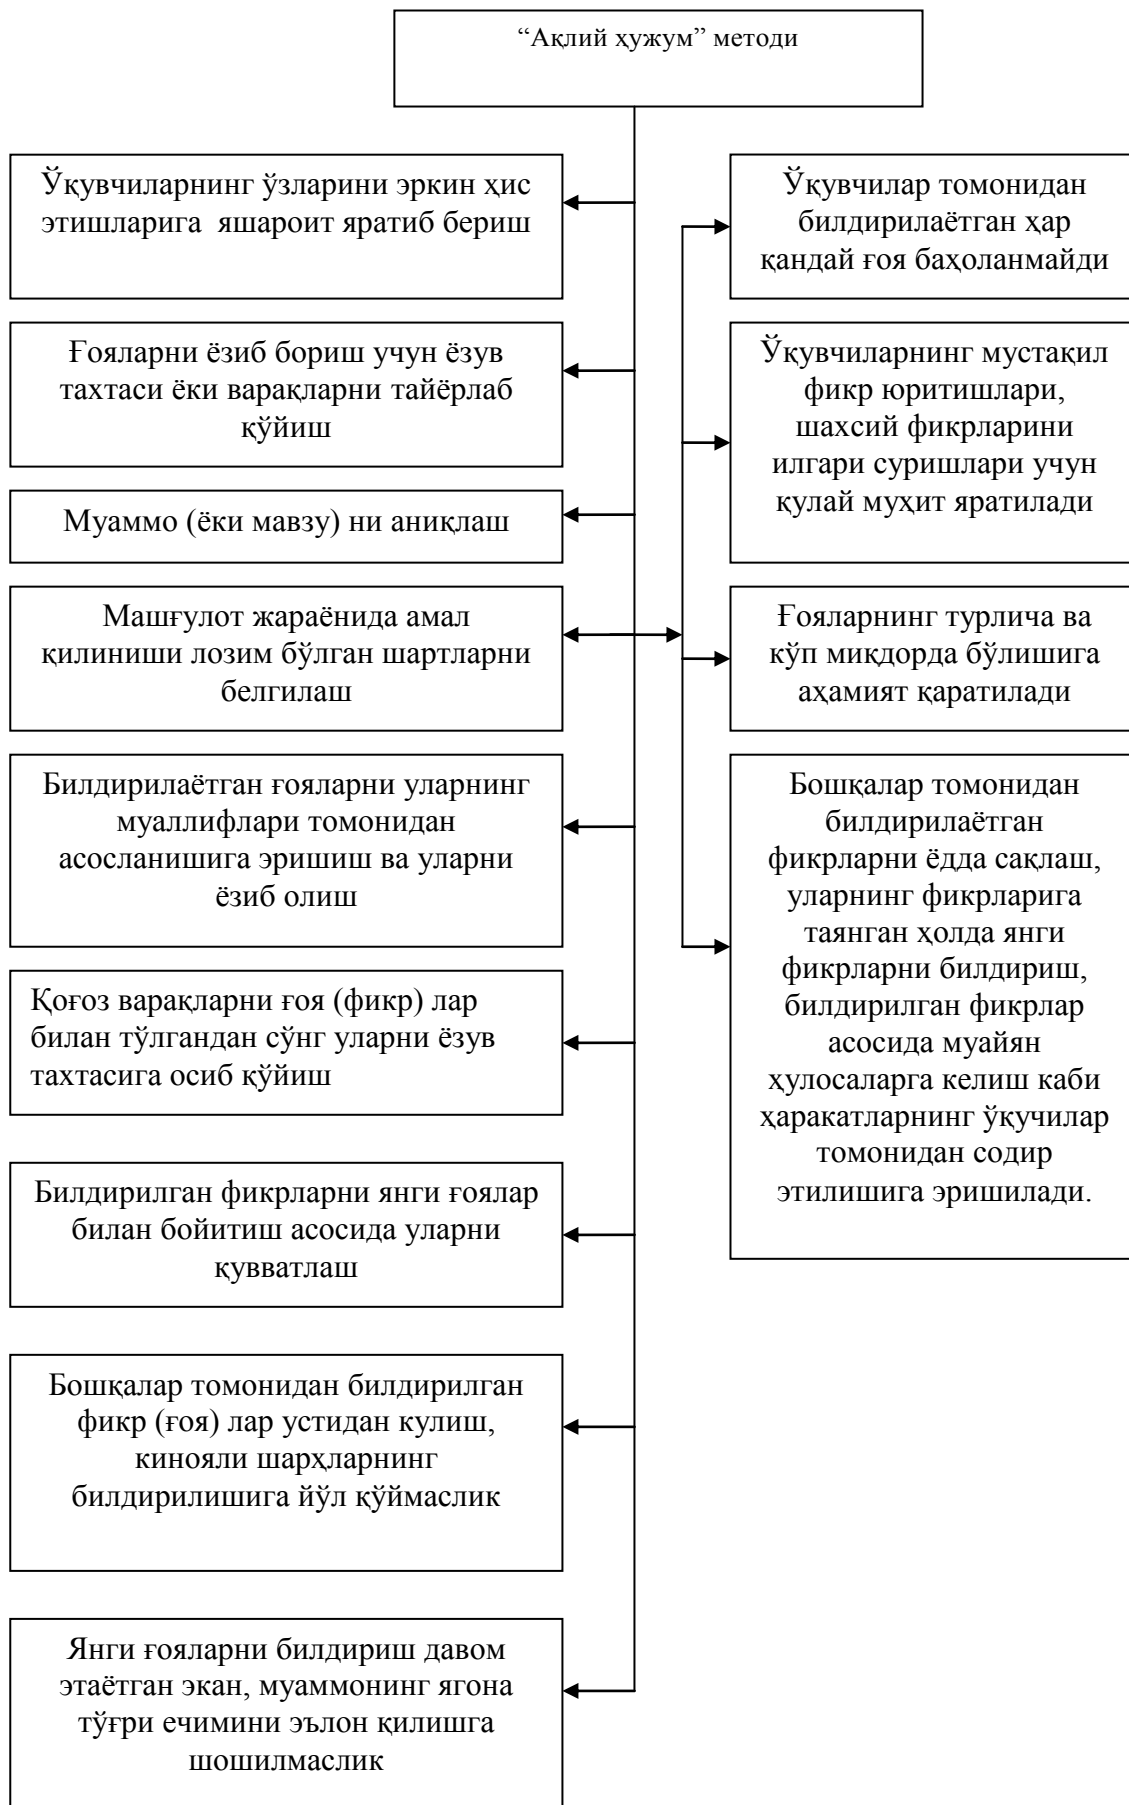 “Ақлий ҳужум” методи
Ўқувчиларнинг ўзларини эркин ҳис
этишларига яшароит яратиб бериш
Ғояларни ёзиб бориш учун ёзув
тахтаси ёки варақларни тайёрлаб
қўйиш
Муаммо (ёки мавзу) ни аниқлаш
Машғулот жараёнида амал
қилиниши лозим бўлган шартларни
белгилаш
Билдирилаётган ғояларни уларнинг
муаллифлари томонидан
асосланишига эришиш ва уларни
ёзиб олиш
Қоғоз варақларни ғоя (фикр) лар
билан тўлгандан сўнг уларни ёзув
тахтасига осиб қўйиш
Билдирилган фикрларни янги ғоялар
билан бойитиш асосида уларни
қувватлаш
Бошқалар томонидан билдирилган
фикр (ғоя) лар устидан кулиш,
кинояли шарҳларнинг
билдирилишига йўл қўймаслик
Янги ғояларни билдириш давом
этаётган экан, муаммонинг ягона
тўғри ечимини эълон қилишга
шошилмаслик
Ўқувчилар томонидан
билдирилаётган ҳар
қандай ғоя баҳоланмайди
Ўқувчиларнинг мустақил
фикр юритишлари,
шахсий фикрларини
илгари суришлари учун
қулай муҳит яратилади
Ғояларнинг турлича ва
кўп миқдорда бўлишига
аҳамият қаратилади
Бошқалар томонидан
билдирилаётган
фикрларни ёдда сақлаш,
уларнинг фикрларига
таянган ҳолда янги
фикрларни билдириш,
билдирилган фикрлар
асосида муайян
ҳулосаларга келиш каби
ҳаракатларнинг ўқучилар
томонидан содир
этилишига эришилади.